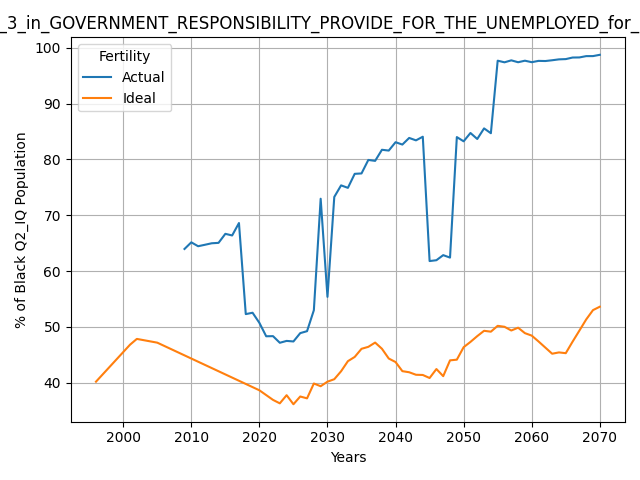 _3_in_GOVERNMENT_RESPONSIBILITY_PROVIDE_FOR_THE_UNEMPLOYED_for_
Fertility
Actual
Ideal
100
90
80
70
60
50
40
% of Black Q2_IQ Population
2000 2010 2020 2030 2040 2050 2060 2070
Years